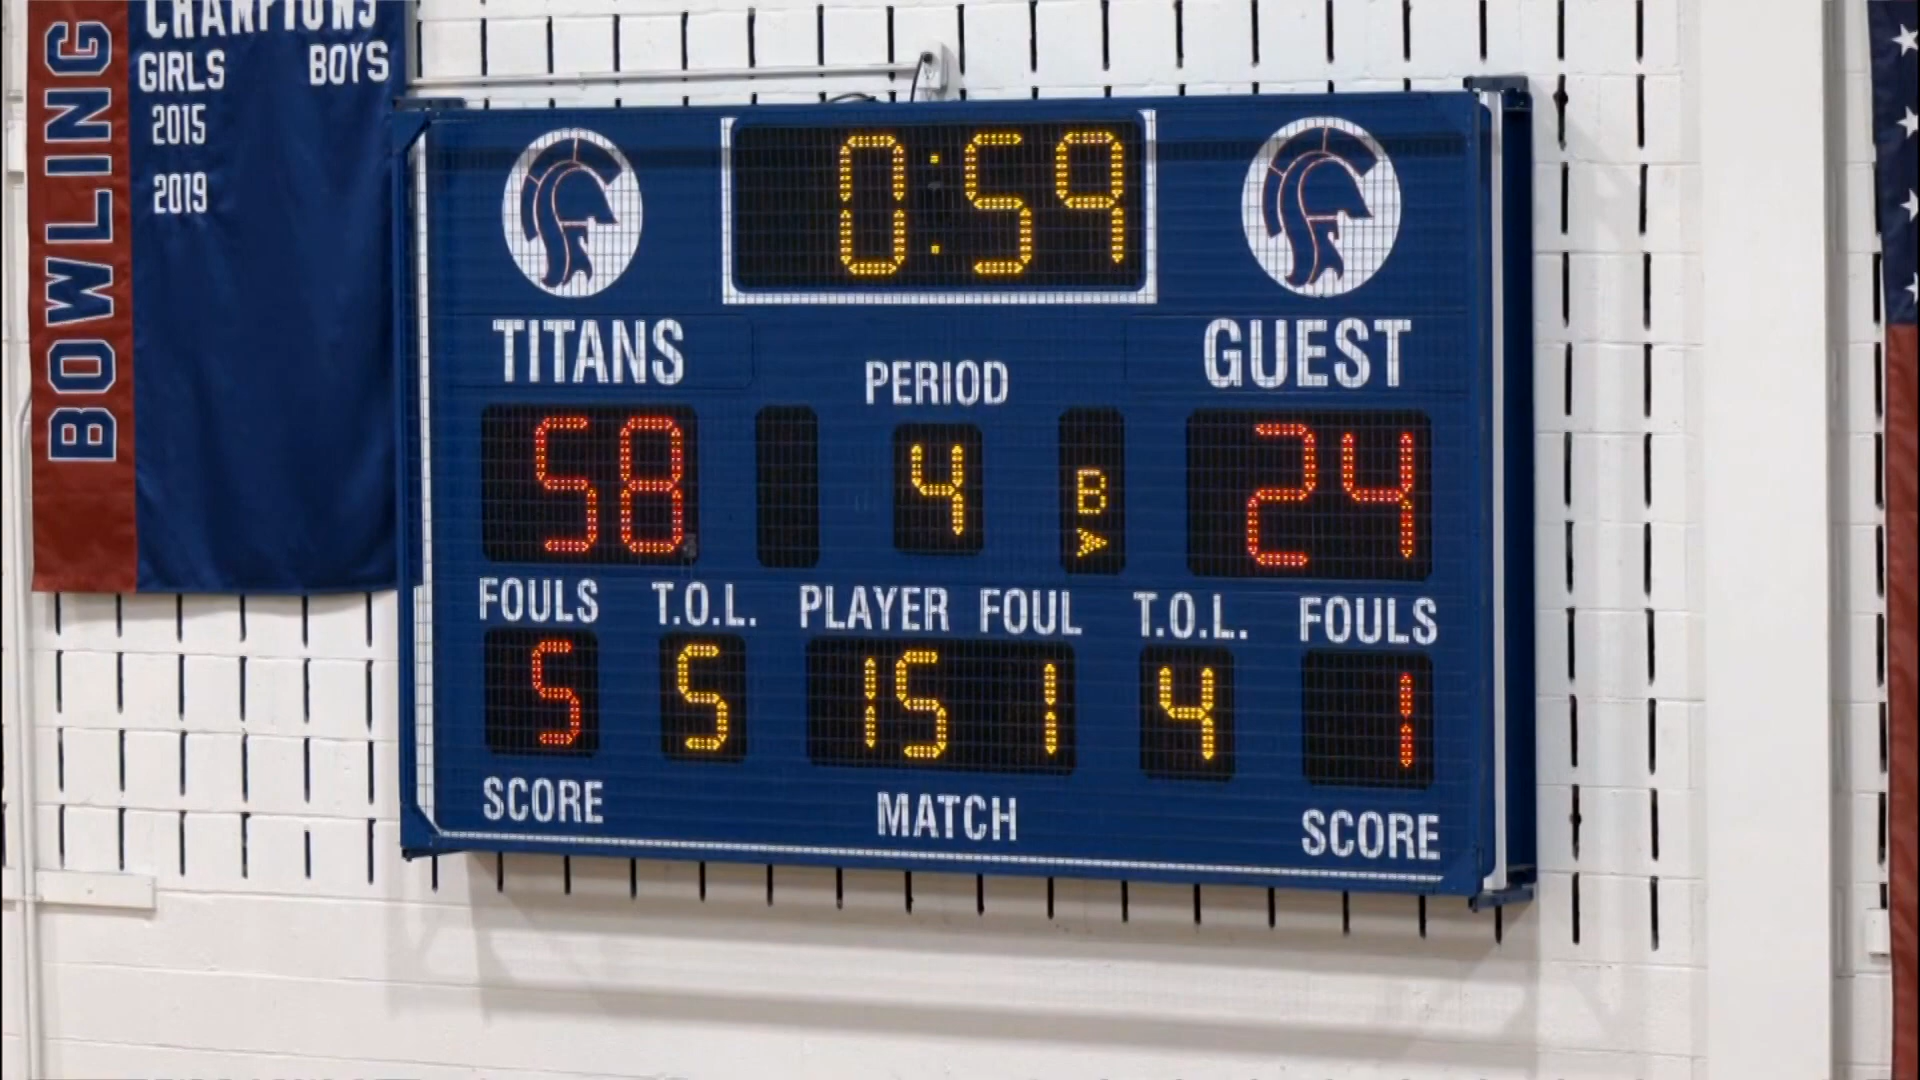 CHAMPIONS
GIRLS BOYS
2015
2019
BOWLING
0:59
TITANS
GUEST
PERIOD
58 4 B 24
FOULS T.O.L. PLAYER FOUL T.O.L. FOULS
5 5 15 1 4 1
SCORE MATCH SCORE